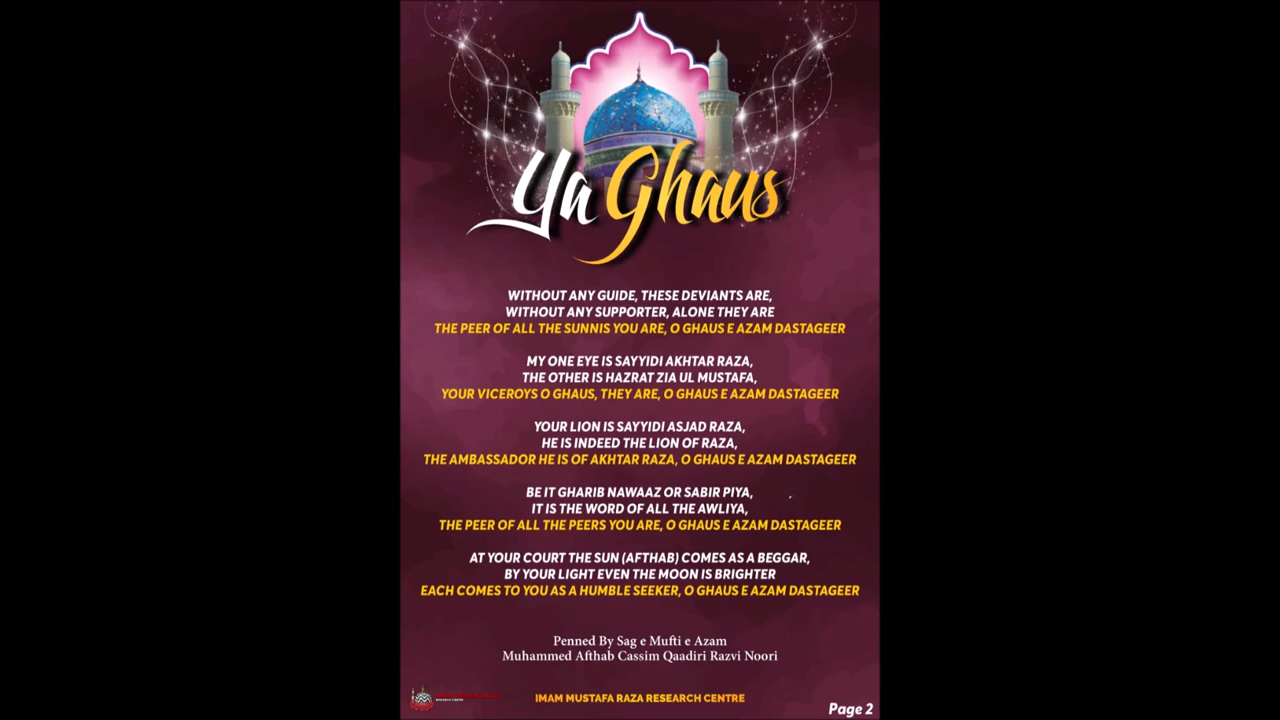 Ya Ghaus
WITHOUT ANY GUIDE, THESE DEVIANTS ARE,
WITHOUT ANY SUPPORTER, ALONE THEY ARE
THE PEER OF ALL THE SUNNIS YOU ARE, O GHAUS E AZAM DASTAGEER
MY ONE EYE IS SAYYIDI AKHTAR RAZA,
THE OTHER IS HAZRAT ZIA UL MUSTAFA,
YOUR VICEROYS O GHAUS, THEY ARE, O GHAUS E AZAM DASTAGEER
YOUR LION IS SAYYIDI ASJAD RAZA,
HE IS INDEED THE LION OF RAZA,
THE AMBASSADOR HE IS OF AKHTAR RAZA, O GHAUS E AZAM DASTAGEER
BE IT GHARIB NAWAAZ OR SABIR PIYA,
IT IS THE WORD OF ALL THE AWLIYA,
THE PEER OF ALL THE PEERS YOU ARE, O GHAUS E AZAM DASTAGEER
AT YOUR COURT THE SUN (AFTHAB) COMES AS A BEGGAR,
BY YOUR LIGHT EVEN THE MOON IS BRIGHTER
EACH COMES TO YOU AS A HUMBLE SEEKER, O GHAUS E AZAM DASTAGEER
Penned By Sag e Mufti e Azam
Muhammed Afthab Cassim Qaadiri Razvi Noori
RESEARCH CENTRE
IMAM MUSTAFA RAZA RESEARCH CENTRE
Page 2